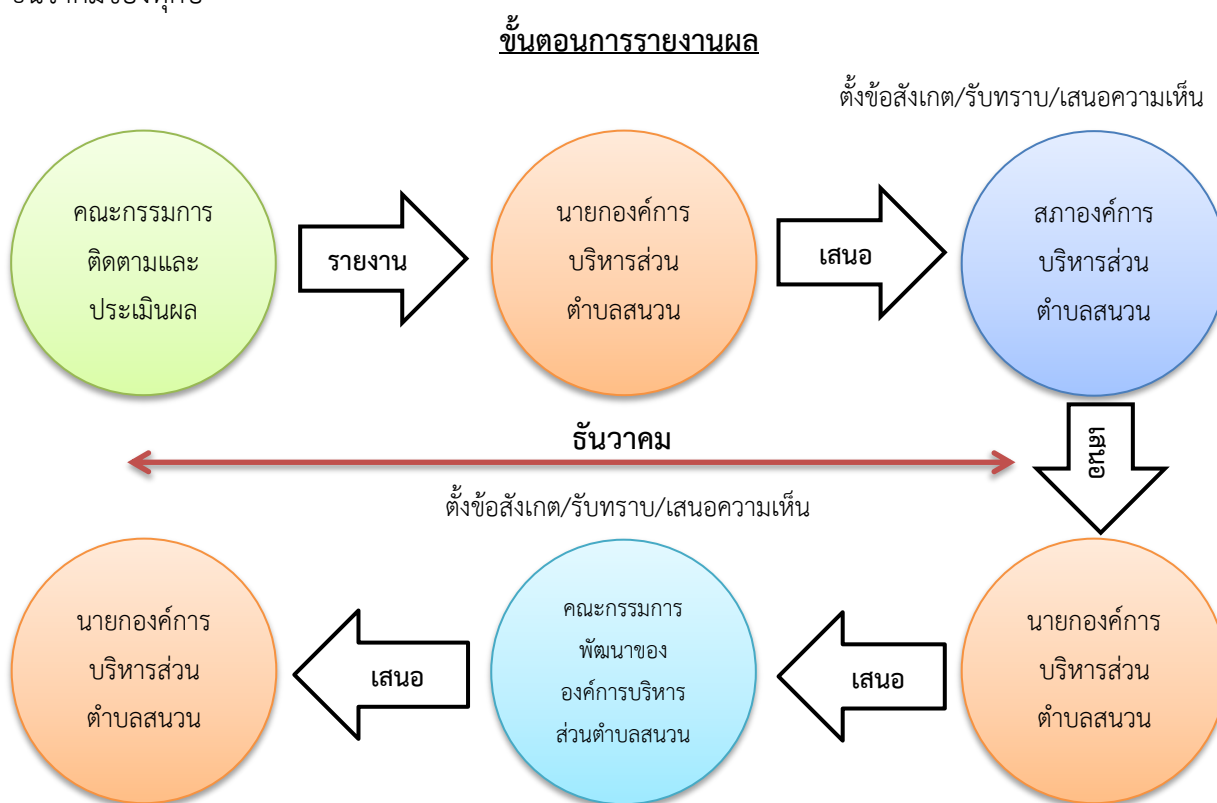 ขั้นตอนการรายงานผล
ตั้งข้อสังเกต/รับทราบ/เสนอความเห็น
คณะกรรมการ
ติดตามและ
ประเมินผล
รายงาน
นายกองค์การ
บริหารส่วน
ตำบลสนวน
เสนอ
สภาองค์การ
บริหารส่วน
ตำบลสนวน
เสนอ
ธันวาคม
ตั้งข้อสังเกต/รับทราบ/เสนอความเห็น
นายกองค์การ
บริหารส่วน
ตำบลสนวน
เสนอ
คณะกรรมการ
พัฒนาของ
องค์การบริหาร
ส่วนตำบลสนวน
เสนอ
นายกองค์การ
บริหารส่วน
ตำบลสนวน